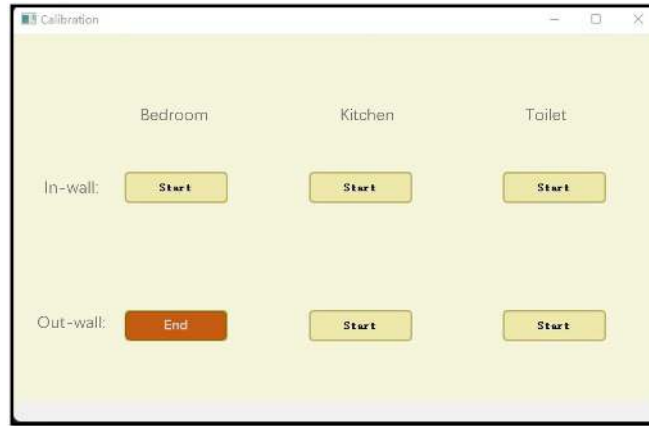 Calibration
Bedroom Kitchen Toilet
In-wall: Start Start Start
Out-wall: End Start Start